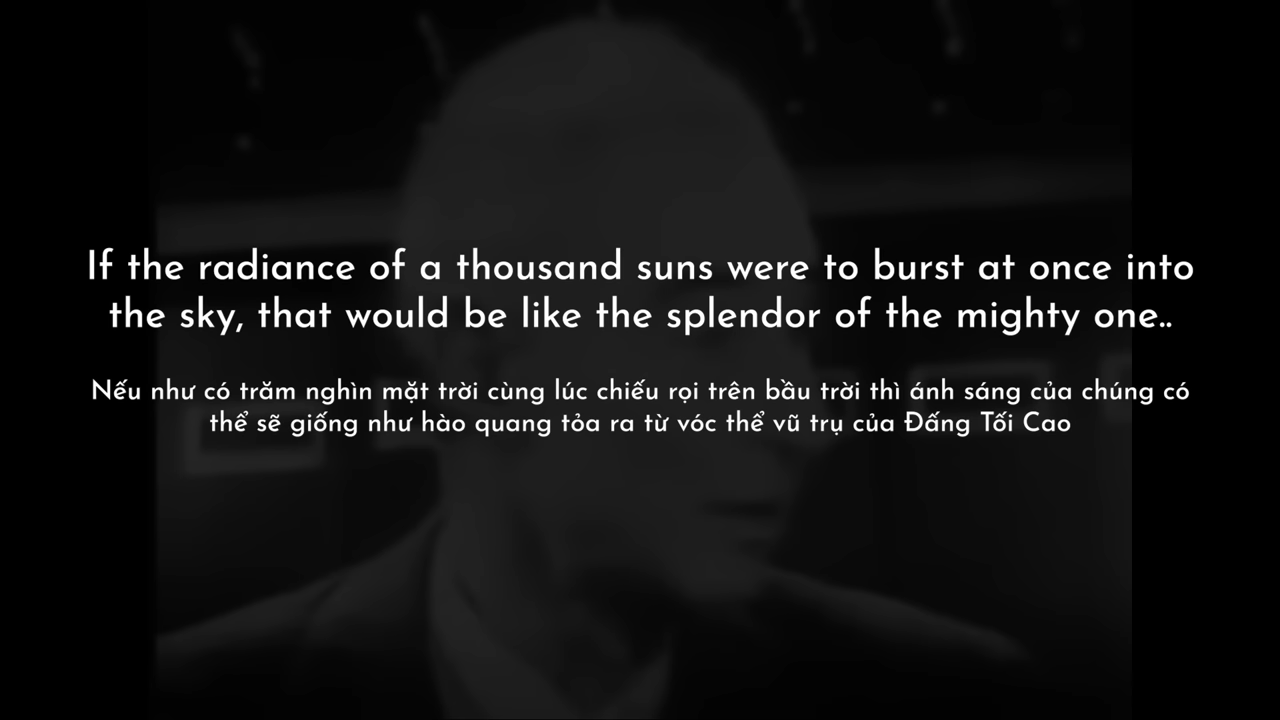 If the radiance of a thousand suns were to burst at once into
the sky, that would be like the splendor of the mighty one..
Nếu như có trăm nghìn mặt trời cùng lúc chiếu rọi trên bầu trời thì ánh sáng của chúng có
thể sẽ giống như hào quang tỏa ra từ vóc thể vũ trụ của Đấng Tối Cao